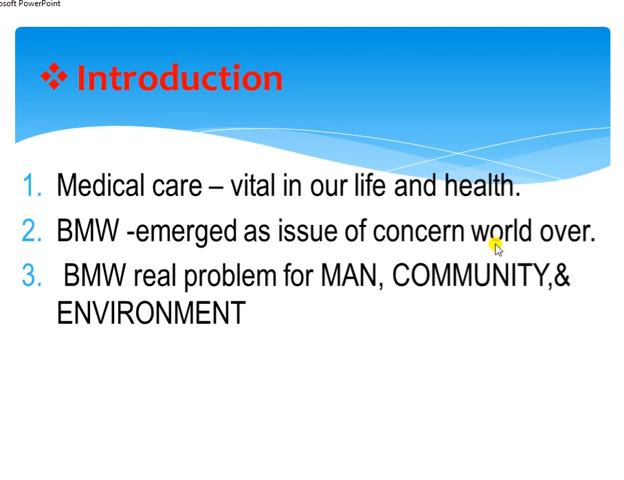 osoft PowerPoint
❖ Introduction
1. Medical care – vital in our life and health.
2. BMW -emerged as issue of concern world over.
3. BMW real problem for MAN, COMMUNITY,&
ENVIRONMENT